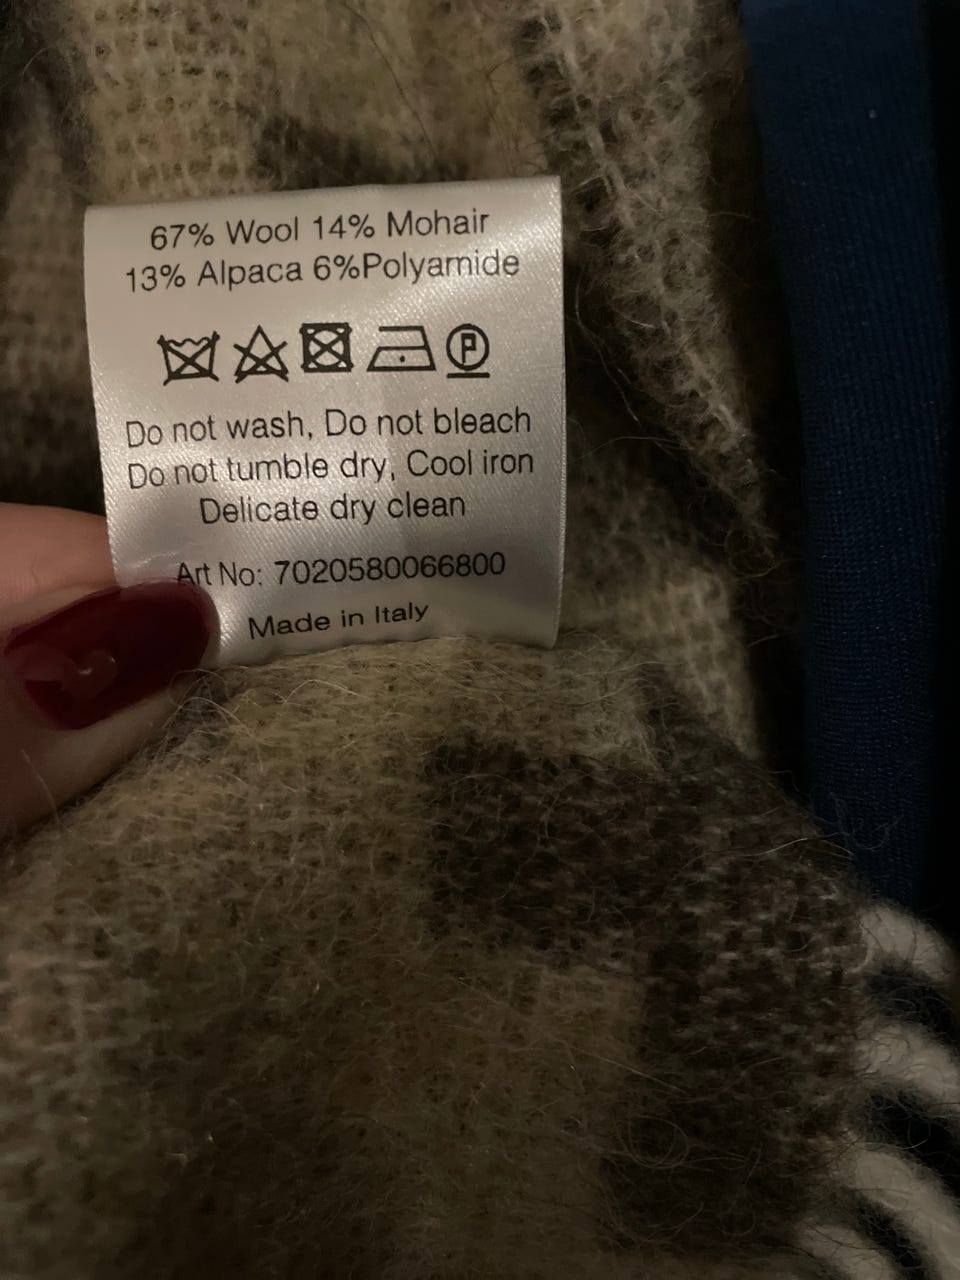 67% Wool 14% Mohair
13% Alpaca 6%Polyamide
P
Do not wash, Do not bleach
Do not tumble dry, Cool iron
Delicate dry clean
Art No: 7020580066800
Made in Italy